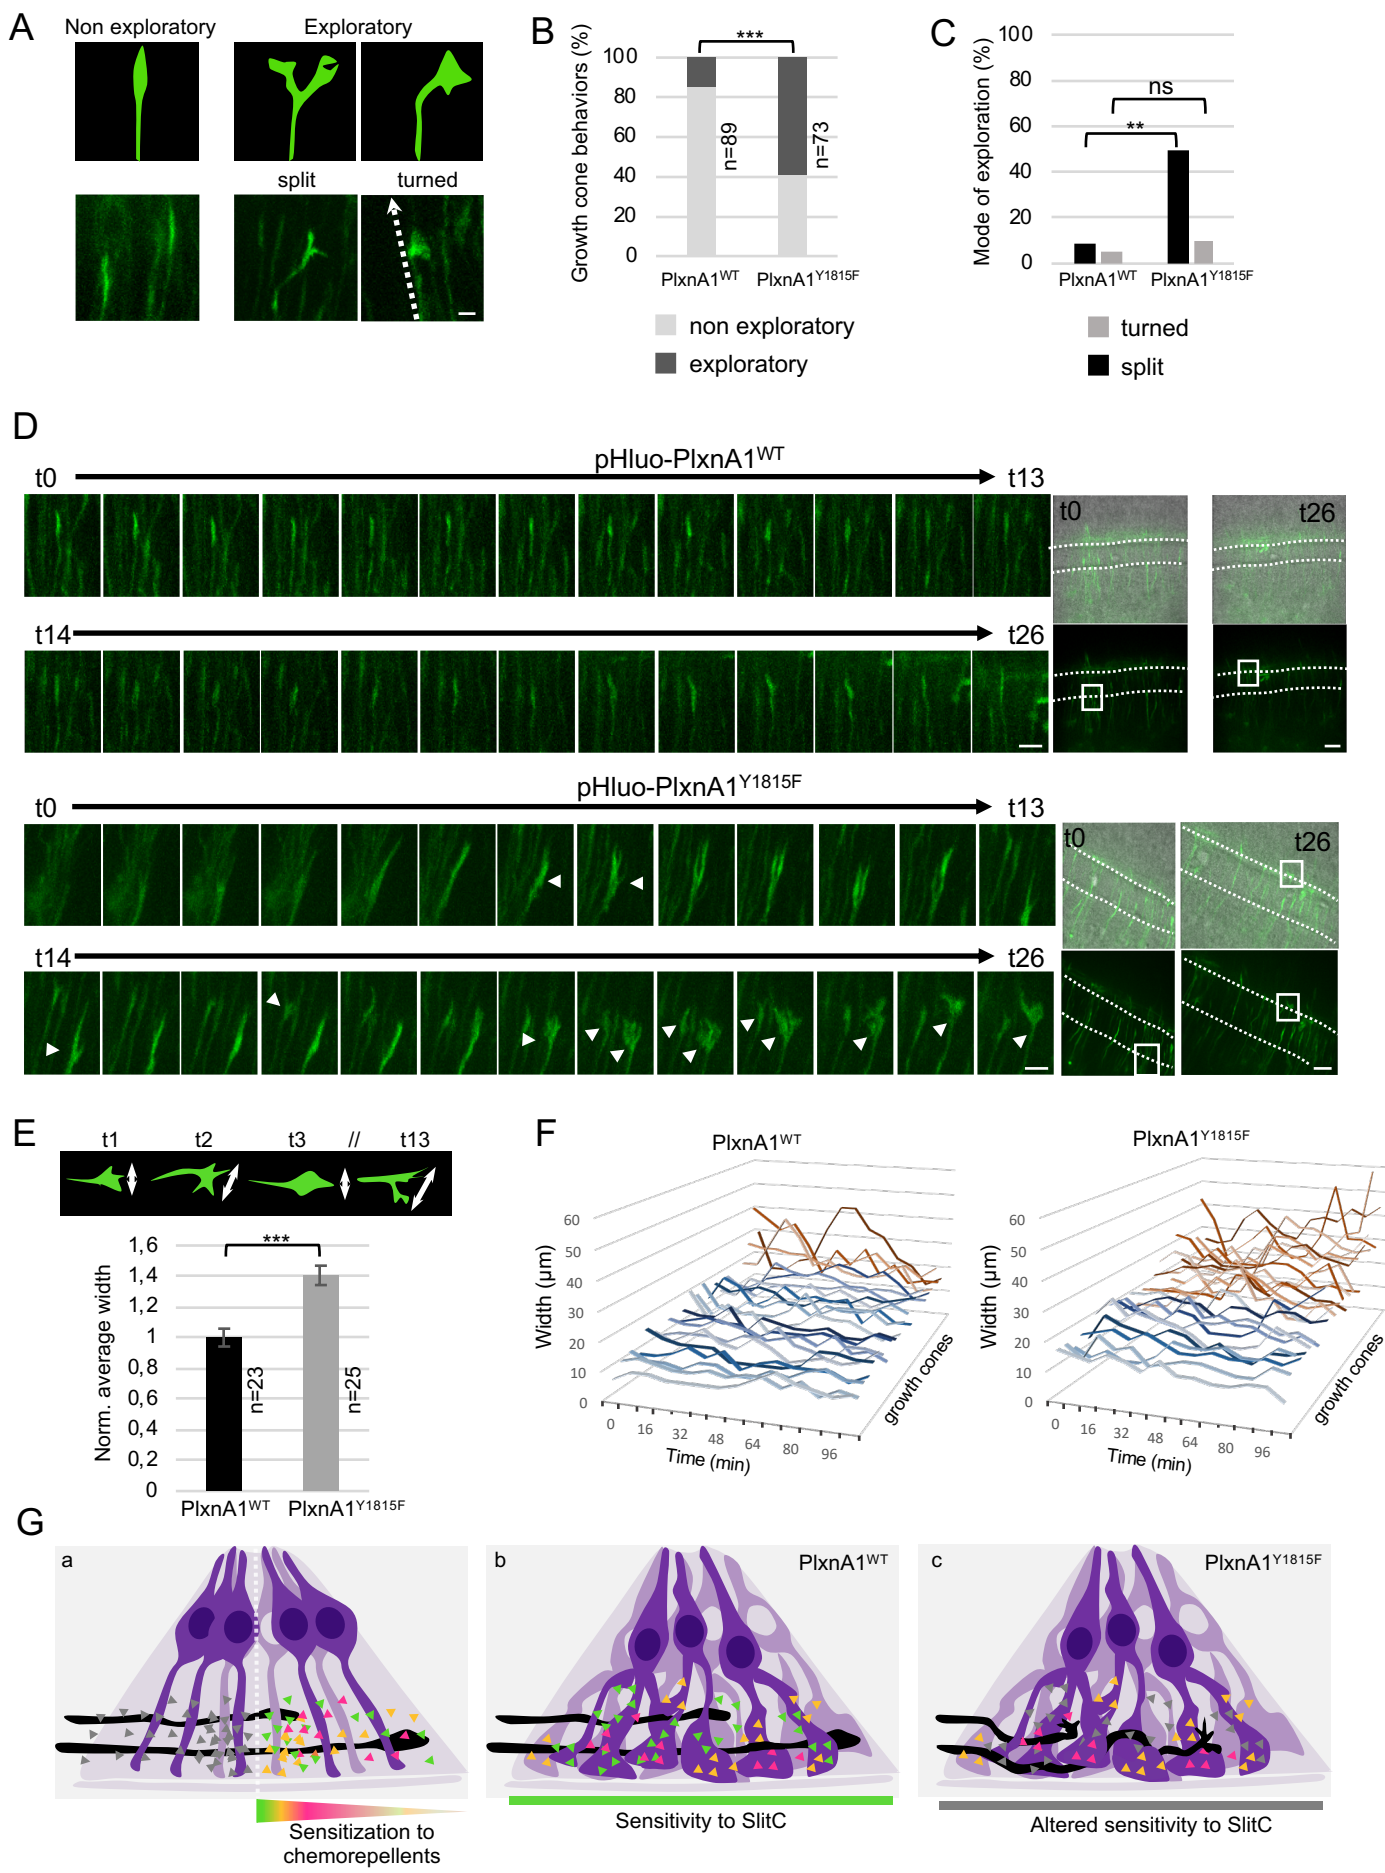 A
Non exploratory
Exploratory
split
turned
B
Growth cone behaviors (%)
100
80
60
40
20
0
***
n=89
n=73
PlxnA1WT
PlxnA1Y1815F
non exploratory
exploratory
C
Mode of exploration (%)
100
80
60
40
20
0
ns
**
PlxnA1WT
PlxnA1Y1815F
turned
split
D
pHluo-PlxnA1WT
t0
t13
t0
t26
t14
t26
pHluo-PlxnA1Y1815F
t0
t13
t0
t26
t14
t26
E
t1
t2
t3
//
t13
Norm. average width
1,6
1,4
1,2
1
0,8
0,6
0,4
0,2
0
***
n=23
n=25
PlxnA1WT
PlxnA1Y1815F
F
PlxnA1WT
Width (µm)
60
50
40
30
20
10
0
0
16
32
48
64
80
96
Time (min)
growth cones
PlxnA1Y1815F
Width (µm)
60
50
40
30
20
10
0
0
16
32
48
64
80
96
Time (min)
growth cones
G
a
Sensitization to
chemorepellents
b
PlxnA1WT
Sensitivity to SlitC
c
PlxnA1Y1815F
Altered sensitivity to SlitC